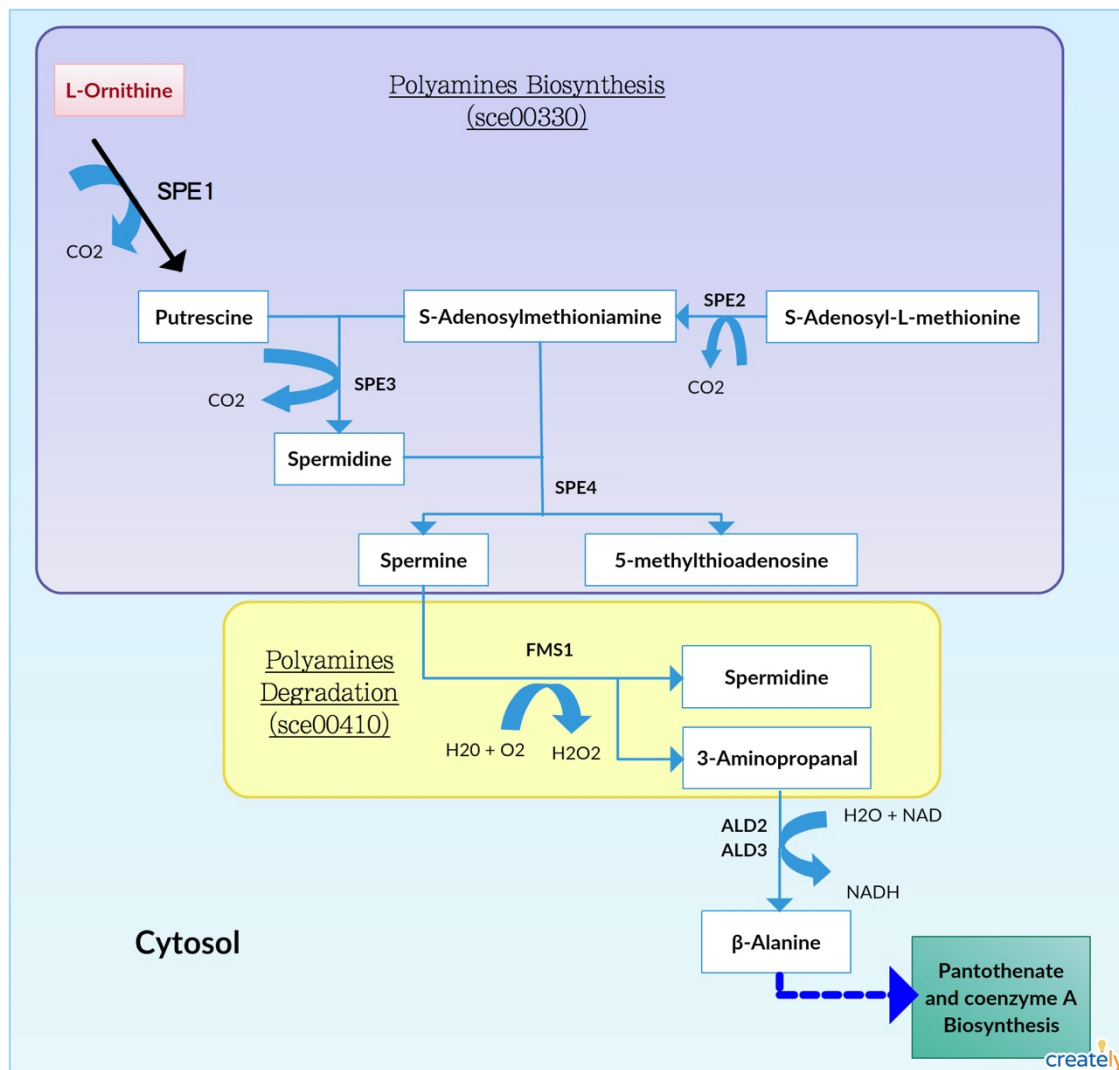 L-Ornithine
Polyamines Biosynthesis
(sce00330)
SPE1
CO2
Putrescine
S-Adenosylmethioniamine
SPE2
S-Adenosyl-L-methionine
CO2
SPE3
CO2
Spermidine
SPE4
Spermine
5-methylthioadenosine
Polyamines
Degradation
(sce00410)
FMS1
Spermidine
H20 + O2
H2O2
3-Aminopropanal
ALD2
ALD3
H2O + NAD
NADH
Cytosol
β-Alanine
Pantothenate
and coenzyme A
Biosynthesis
creately